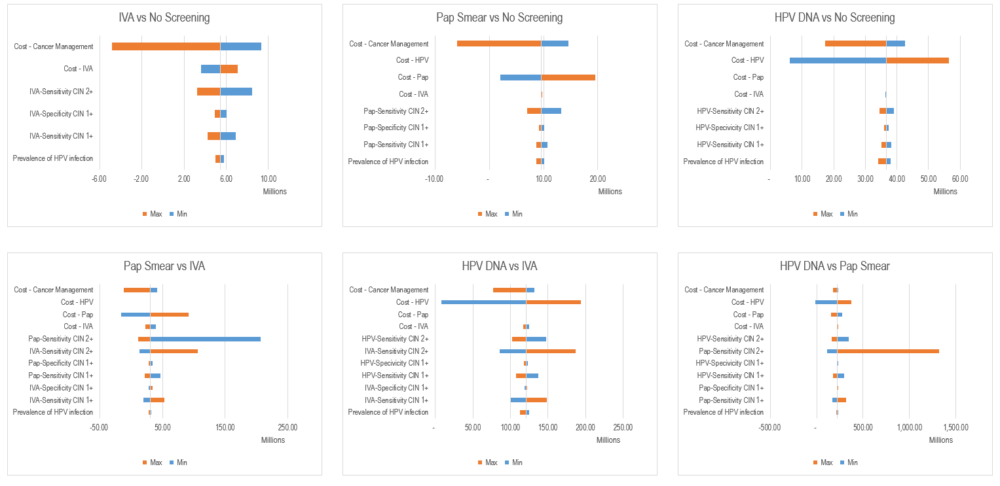 IVA vs No Screening
Cost - Cancer Management
Cost - IVA
IVA-Sensitivity CIN 2+
IVA-Specificity CIN 1+
IVA-Sensitivity CIN 1+
Prevalence of HPV infection
-6.00 -2.00 2.00 6.00 10.00
Millions
Max Min
Pap Smear vs No Screening
Cost - Cancer Management
Cost - HPV
Cost - Pap
Cost - IVA
Pap-Sensitivity CIN 2+
Pap-Specificity CIN 1+
Pap-Sensitivity CIN 1+
Prevalence of HPV infection
-10.00 - 10.00 20.00
Millions
Max Min
HPV DNA vs No Screening
Cost - Cancer Management
Cost - HPV
Cost - Pap
Cost - IVA
HPV-Sensitivity CIN 2+
HPV-Specivicity CIN 1+
HPV-Sensitivity CIN 1+
Prevalence of HPV infection
- 10.00 20.00 30.00 40.00 50.00 60.00
Millions
Max Min
Pap Smear vs IVA
Cost - Cancer Management
Cost - HPV
Cost - Pap
Cost - IVA
Pap-Sensitivity CIN 2+
IVA-Sensitivity CIN 2+
Pap-Specificity CIN 1+
Pap-Sensitivity CIN 1+
IVA-Specificity CIN 1+
IVA-Sensitivity CIN 1+
Prevalence of HPV infection
-50.00 50.00 150.00 250.00
Millions
Max Min
HPV DNA vs IVA
Cost - Cancer Management
Cost - HPV
Cost - Pap
Cost - IVA
HPV-Sensitivity CIN 2+
IVA-Sensitivity CIN 2+
HPV-Specivicity CIN 1+
HPV-Sensitivity CIN 1+
IVA-Specificity CIN 1+
IVA-Sensitivity CIN 1+
Prevalence of HPV infection
- 50.00 100.00 150.00 200.00 250.00
Millions
Max Min
HPV DNA vs Pap Smear
Cost - Cancer Management
Cost - HPV
Cost - Pap
Cost - IVA
HPV-Sensitivity CIN 2+
Pap-Sensitivity CIN 2+
HPV-Specivicity CIN 1+
HPV-Sensitivity CIN 1+
Pap-Specificity CIN 1+
Pap-Sensitivity CIN 1+
Prevalence of HPV infection
-500.00 - 500.00 1,000.00 1,500.00
Millions
Max Min